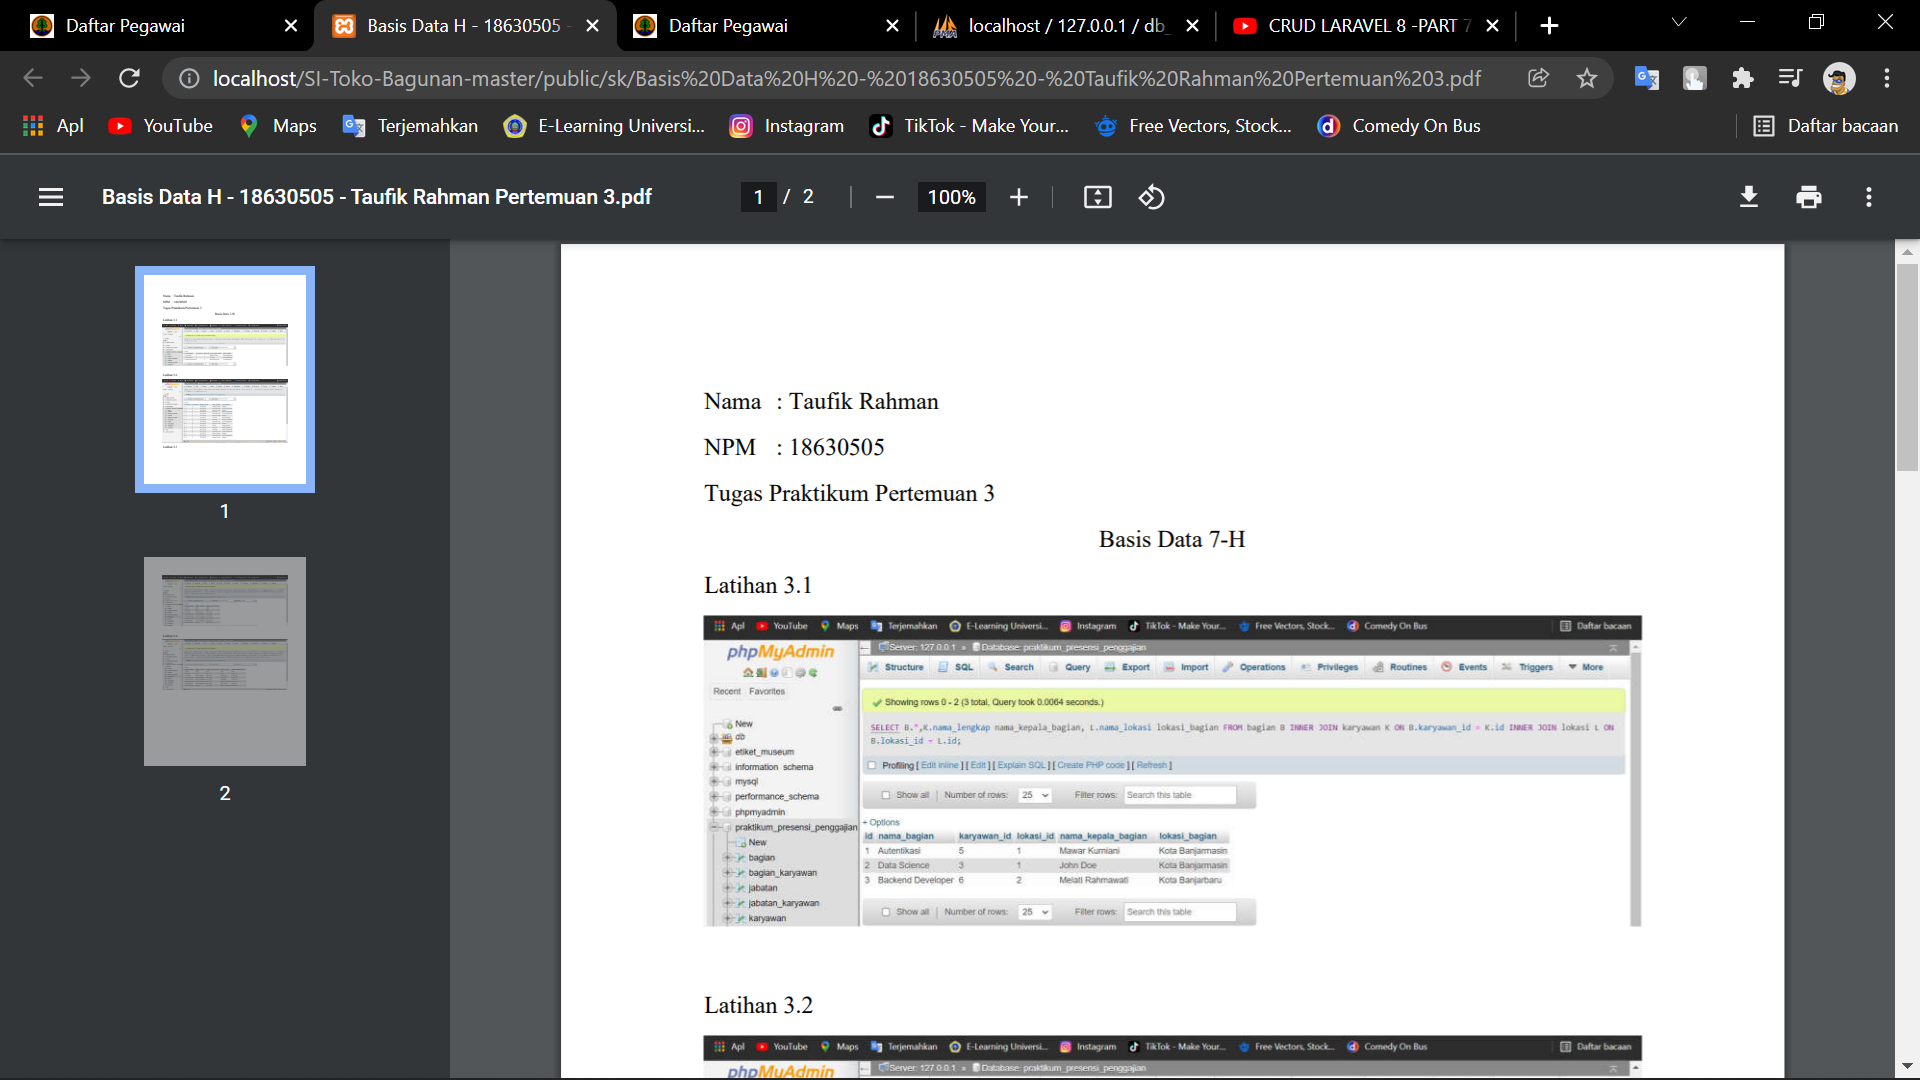 Daftar Pegawai
Basis Data H - 18630505 -
Daftar Pegawai
localhost / 127.0.0.1 / db_
CRUD LARAVEL 8 -PART 7
localhost/SI-Toko-Bagunan-master/public/sk/Basis%20Data%20H%20-%2018630505%20-%20Taufik%20Rahman%20Pertemuan%203.pdf
Apl YouTube Maps Terjemahkan E-Learning Universi... Instagram TikTok - Make Your... Free Vectors, Stock... Comedy On Bus Daftar bacaan
Basis Data H - 18630505 - Taufik Rahman Pertemuan 3.pdf
1 / 2
100%
1
2
Nama : Taufik Rahman
NPM : 18630505
Tugas Praktikum Pertemuan 3
Basis Data 7-H
Latihan 3.1
Apl YouTube Maps Terjemahkan E-Learning Universi... Instagram TikTok - Make Your... Free Vectors, Stock... Comedy On Bus Daftar bacaan
phpMyAdmin
Recent Favorites
New
db
etiket_museum
information_schema
mysql
performance_schema
phpmyadmin
praktikum_presensi_penggajian
New
bagian
bagian_karyawan
jabatan
jabatan_karyawan
karyawan
Server: 127.0.0.1 » Database: praktikum_presensi_penggajian
Structure SQL Search Query Export Import Operations Privileges Routines Events Triggers More
Showing rows 0 - 2 (3 total, Query took 0.0064 seconds.)
SELECT B.*,K.nama_lengkap nama_kepala_bagian, L.nama_lokasi lokasi_bagian FROM bagian B INNER JOIN karyawan K ON B.karyawan_id = K.id INNER JOIN lokasi L ON
B.lokasi_id = L.id;
Profiling [ Edit inline ] [ Edit ] [ Explain SQL ] [ Create PHP code ] [ Refresh ]
Show all Number of rows: 25 Filter rows: Search this table
+ Options
id nama_bagian karyawan_id lokasi_id nama_kepala_bagian lokasi_bagian
1 Autentikasi 5 1 Mawar Kurniani Kota Banjarmasin
2 Data Science 3 1 John Doe Kota Banjarmasin
3 Backend Developer 6 2 Melati Rahmawati Kota Banjarbaru
Show all Number of rows: 25 Filter rows: Search this table
Latihan 3.2
Apl YouTube Maps Terjemahkan E-Learning Universi... Instagram TikTok - Make Your... Free Vectors, Stock... Comedy On Bus Daftar bacaan
phpMyAdmin
Server: 127.0.0.1 » Database: praktikum_presensi_penggajian